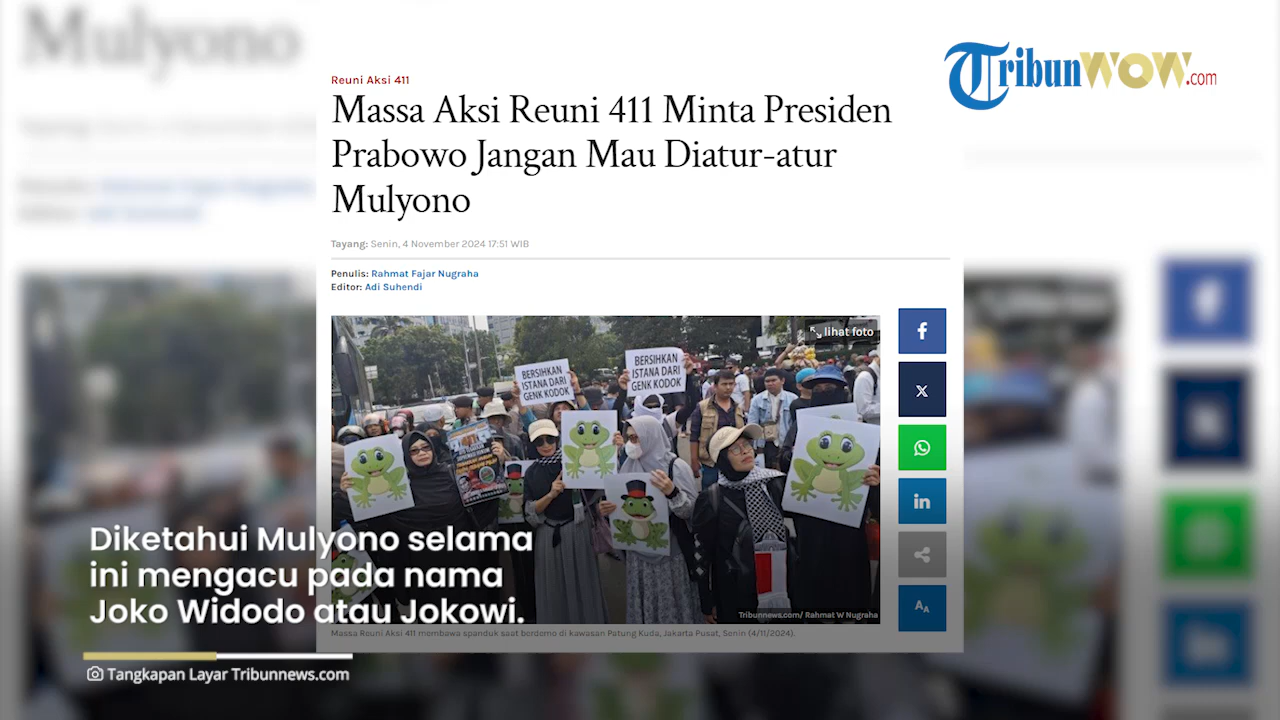 Mulyono
TribunWOW.com
Reuni Aksi 411
Massa Aksi Reuni 411 Minta Presiden
Prabowo Jangan Mau Diatur-atur
Mulyono
Tayang: Senin, 4 November 2024 17:51 WIB
Penulis: Rahmat Fajar Nugraha
Editor: Adi Suhendi
lihat foto
BERSIHKAN
ISTANA DARI
GENK KODOK
BERSIHKAN
ISTANA DARI
GENK KODOK
Tribunnews.com/ Rahmat W Nugraha
Massa Reuni Aksi 411 membawa spanduk saat berdemo di kawasan Patung Kuda, Jakarta Pusat, Senin (4/11/2024).
Diketahui Mulyono selama
ini mengacu pada nama
Joko Widodo atau Jokowi.
Tangkapan Layar Tribunnews.com